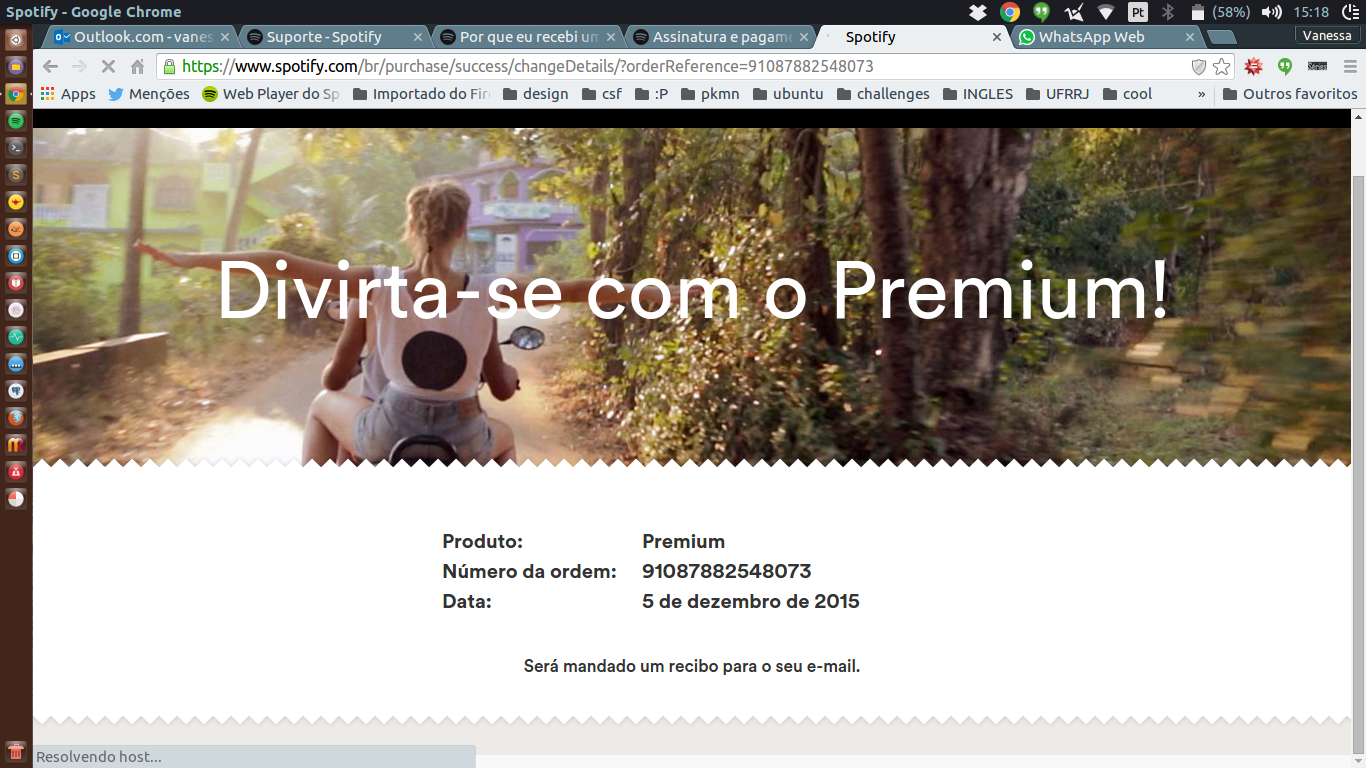 Spotify - Google Chrome
Pt
(58%)
15:18
Outlook.com - vanes
Suporte - Spotify
Por que eu recebi um
Assinatura e pagame
Spotify
WhatsApp Web
Vanessa
https://www.spotify.com/br/purchase/success/changeDetails/?orderReference=91087882548073
Apps
Menções
Web Player do Sp
Importado do Fire
design
csf
:P
pkmn
ubuntu
challenges
INGLES
UFRRJ
cool
»
Outros favoritos
Divirta-se com o Premium!
Produto: Premium
Número da ordem: 91087882548073
Data: 5 de dezembro de 2015
Será mandado um recibo para o seu e-mail.
Resolvendo host...